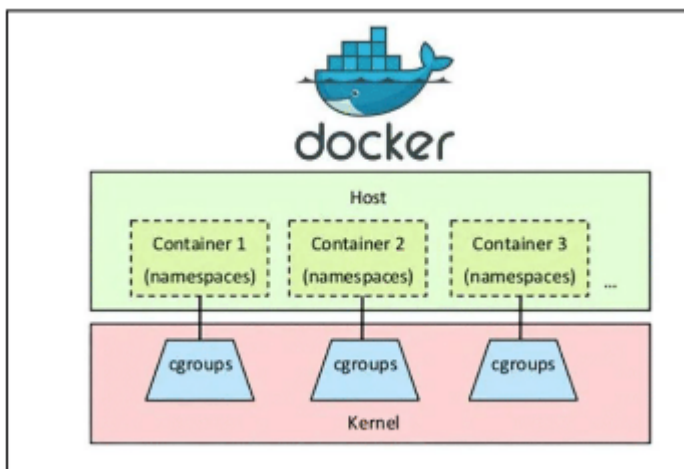 docker
Host
Container 1
(namespaces)
Container 2
(namespaces)
Container 3
(namespaces)
...
cgroups
cgroups
cgroups
Kernel